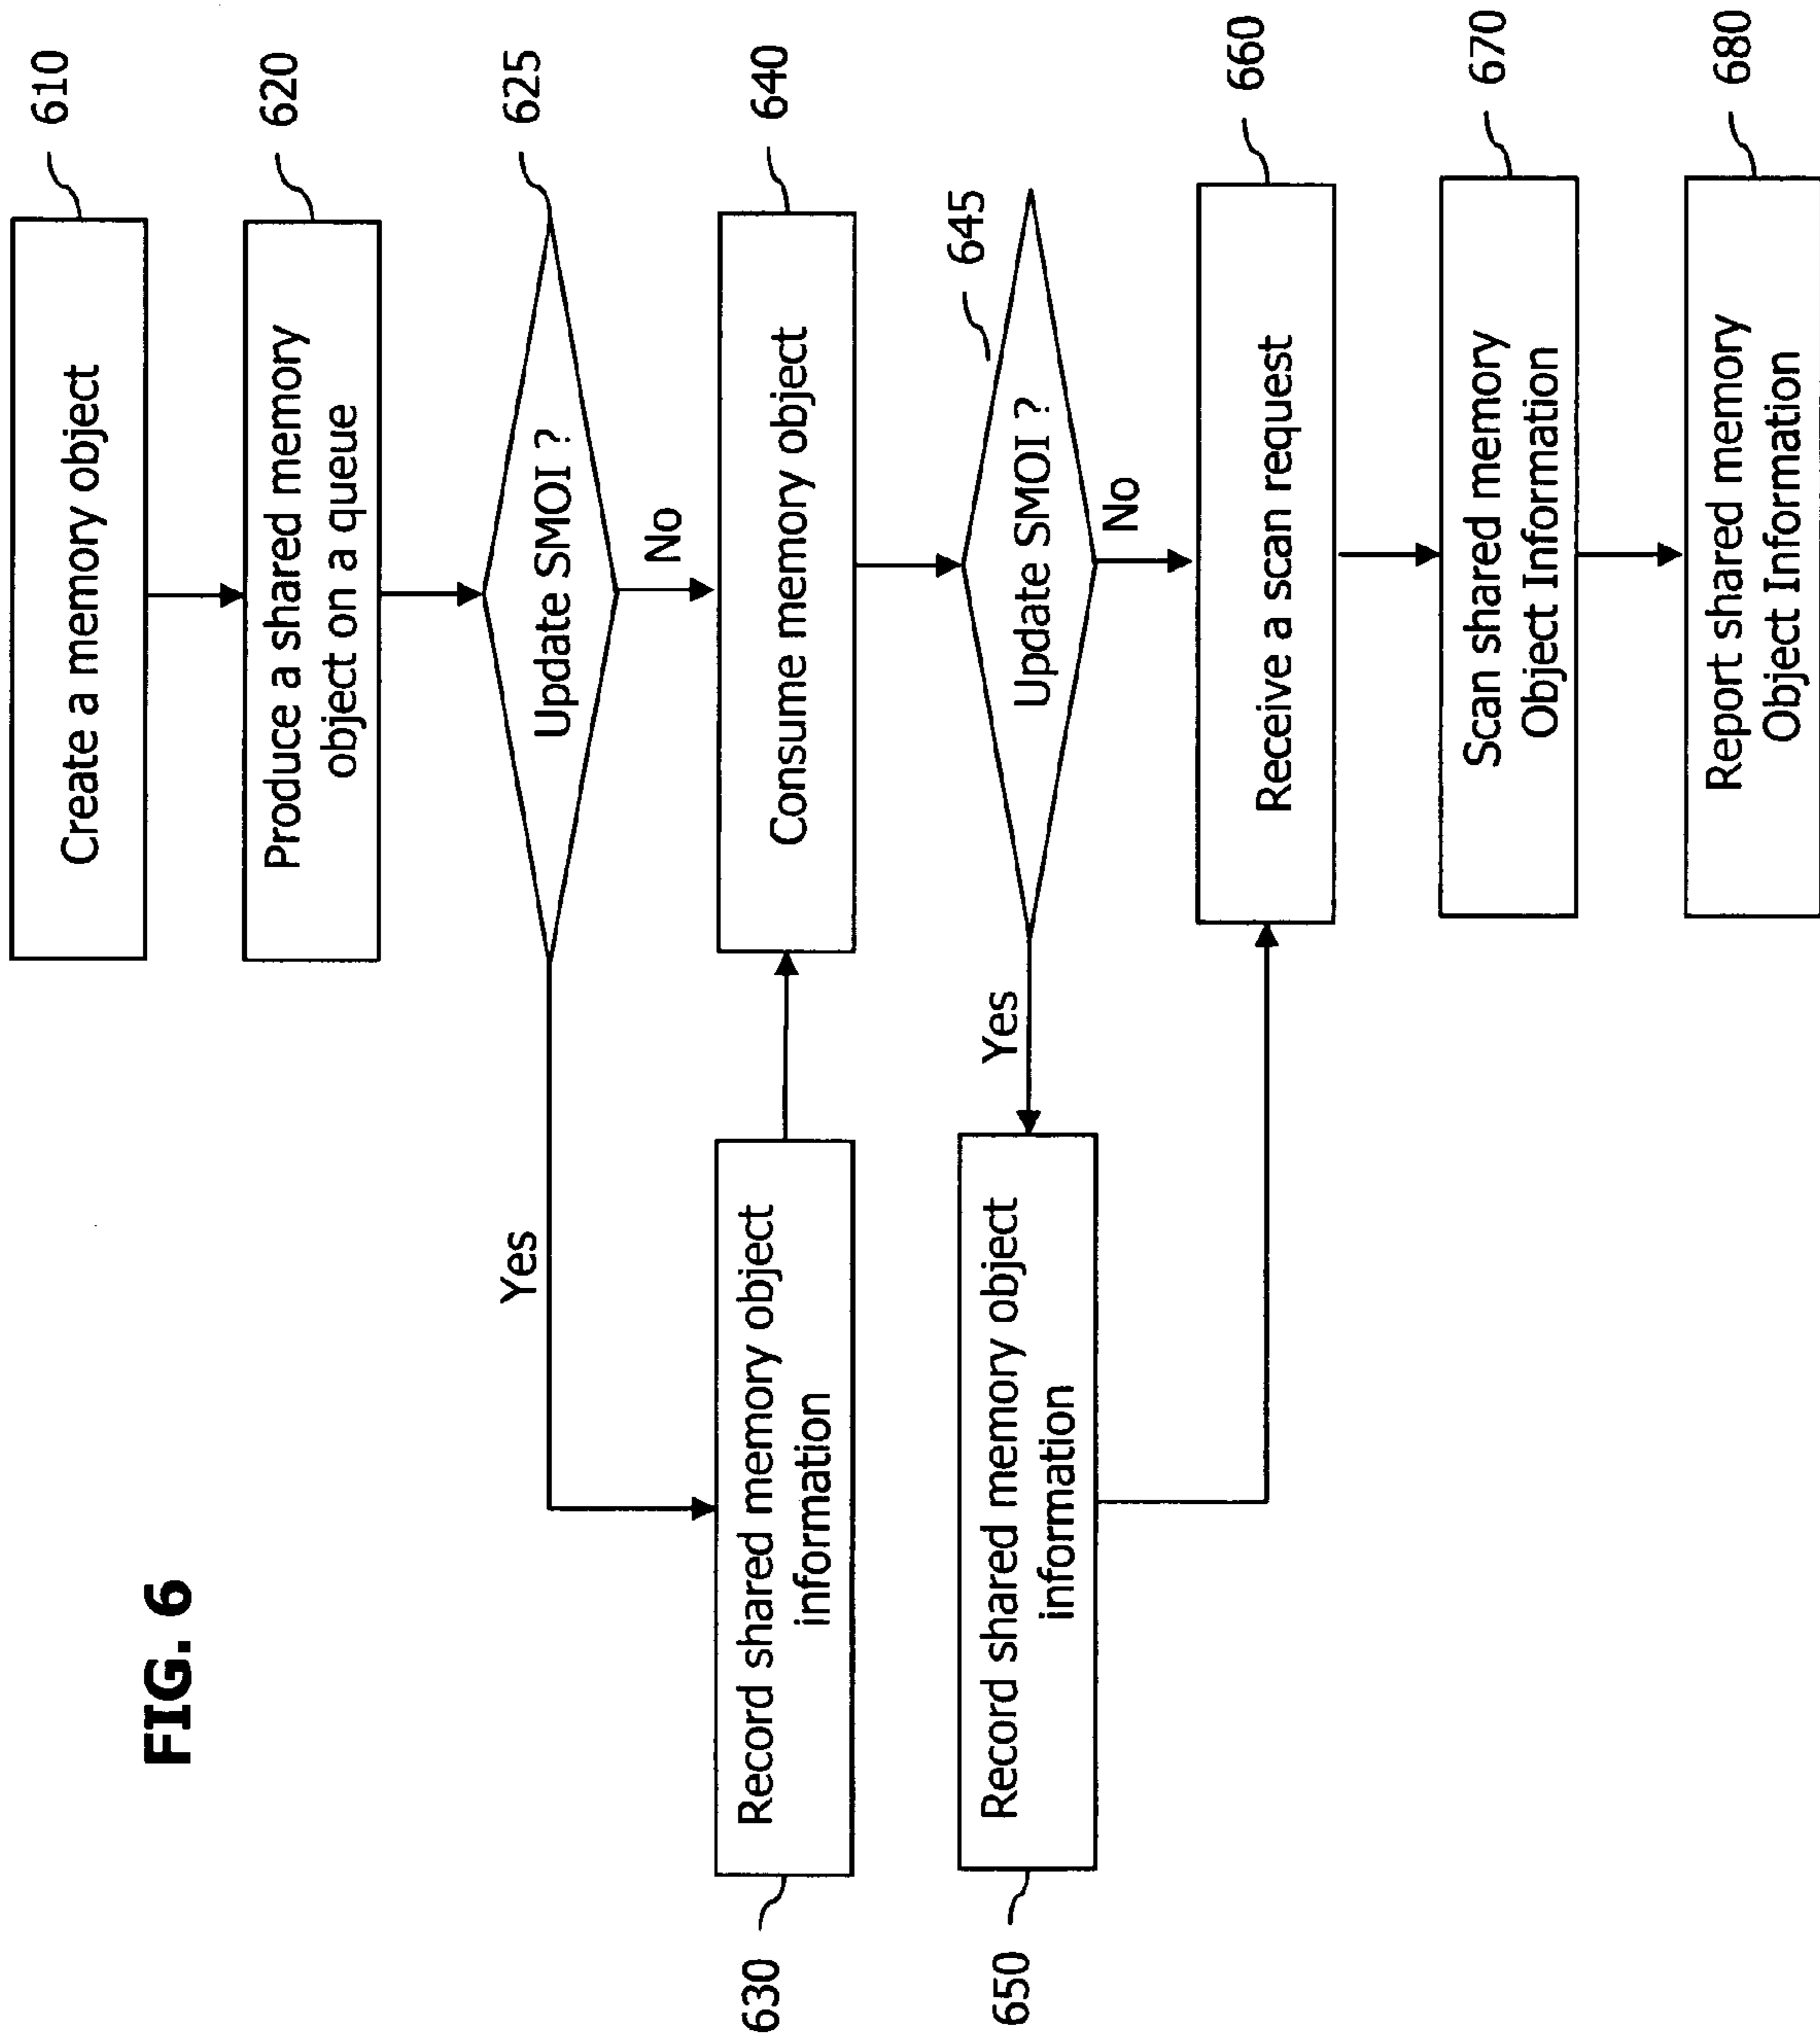 FIG. 6
Create a memory object
610
Produce a shared memory
object on a queue
620
Update SMOI ?
625
Yes
No
Record shared memory object
information
630
Consume memory object
640
Update SMOI ?
645
Yes
No
Record shared memory object
information
650
Receive a scan request
660
Scan shared memory
Object Information
670
Report shared memory
Object Information
680